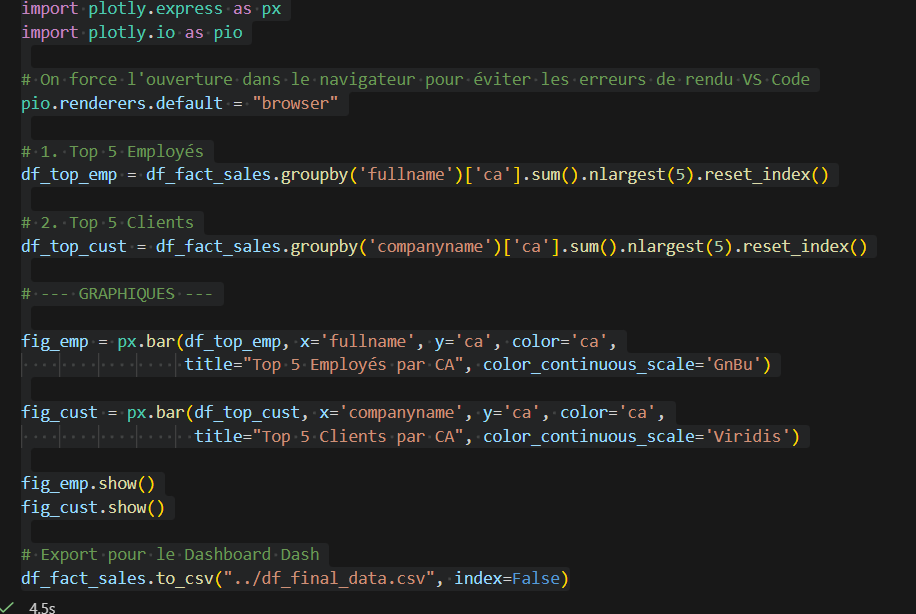 import plotly.express as px
import plotly.io as pio
# On force l'ouverture dans le navigateur pour éviter les erreurs de rendu VS Code
pio.renderers.default = "browser"
# 1. Top 5 Employés
df_top_emp = df_fact_sales.groupby('fullname')['ca'].sum().nlargest(5).reset_index()
# 2. Top 5 Clients
df_top_cust = df_fact_sales.groupby('companyname')['ca'].sum().nlargest(5).reset_index()
# --- GRAPHIQUES ---
fig_emp = px.bar(df_top_emp, x='fullname', y='ca', color='ca',
title="Top 5 Employés par CA", color_continuous_scale='GnBu')
fig_cust = px.bar(df_top_cust, x='companyname', y='ca', color='ca',
title="Top 5 Clients par CA", color_continuous_scale='Viridis')
fig_emp.show()
fig_cust.show()
# Export pour le Dashboard Dash
df_fact_sales.to_csv("../df_final_data.csv", index=False)
4.5s